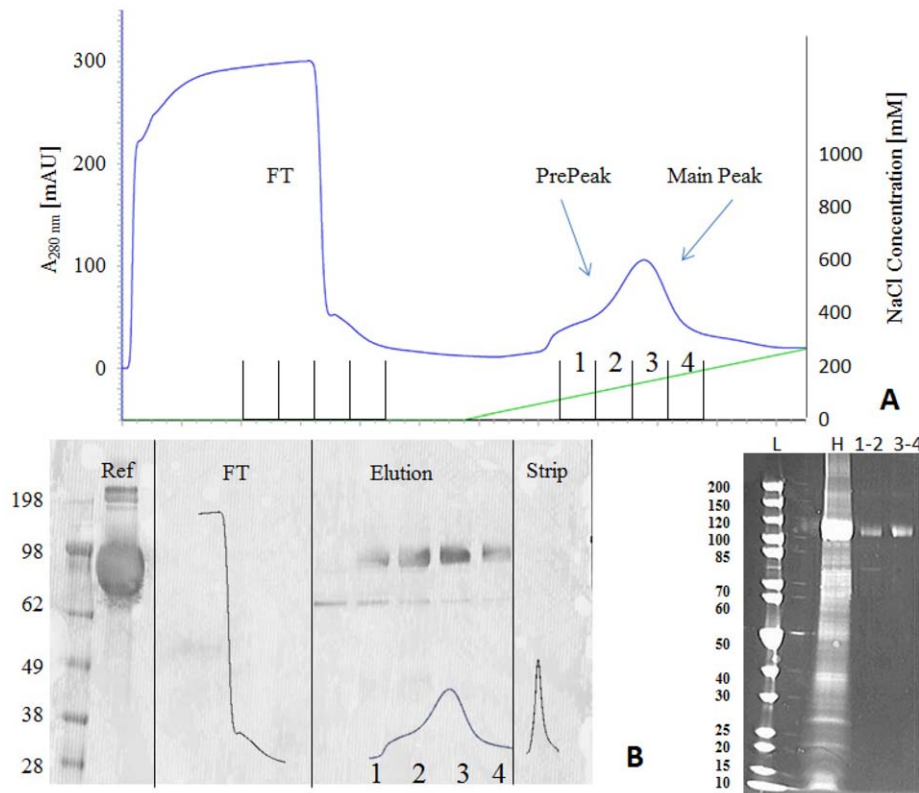 300
200
100
0
A280 nm [mAU]
FT
PrePeak
Main Peak
1 2 3 4
1000
800
600
400
200
0
NaCl Concentration [mM]
A
Ref
FT
Elution
Strip
198
98
62
49
38
28
1 2 3 4
B
L H 1-2 3-4
200
150
120
100
85
70
60
50
40
30
25
20
15
10